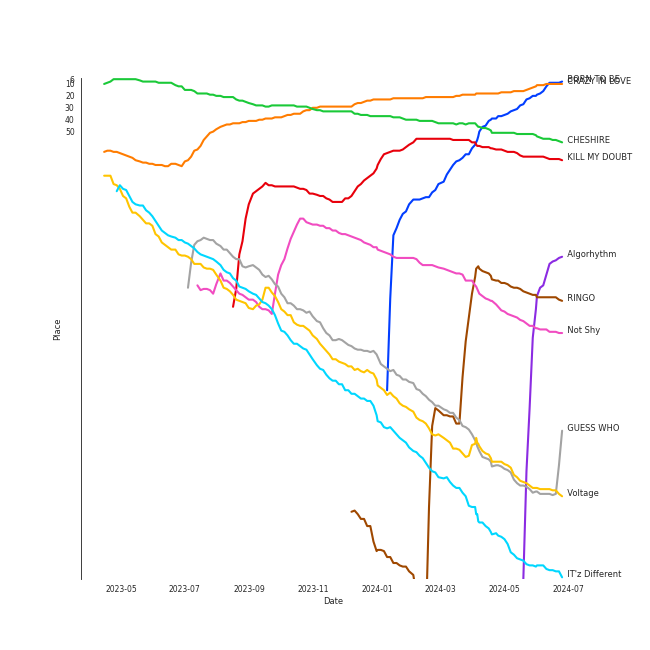 6
10
20
30
40
50
Place
BORN TO BE
CRAZY IN LOVE
CHESHIRE
KILL MY DOUBT
Algorhythm
RINGO
Not Shy
GUESS WHO
Voltage
IT'z Different
2023-05
2023-07
2023-09
2023-11
2024-01
2024-03
2024-05
2024-07
Date